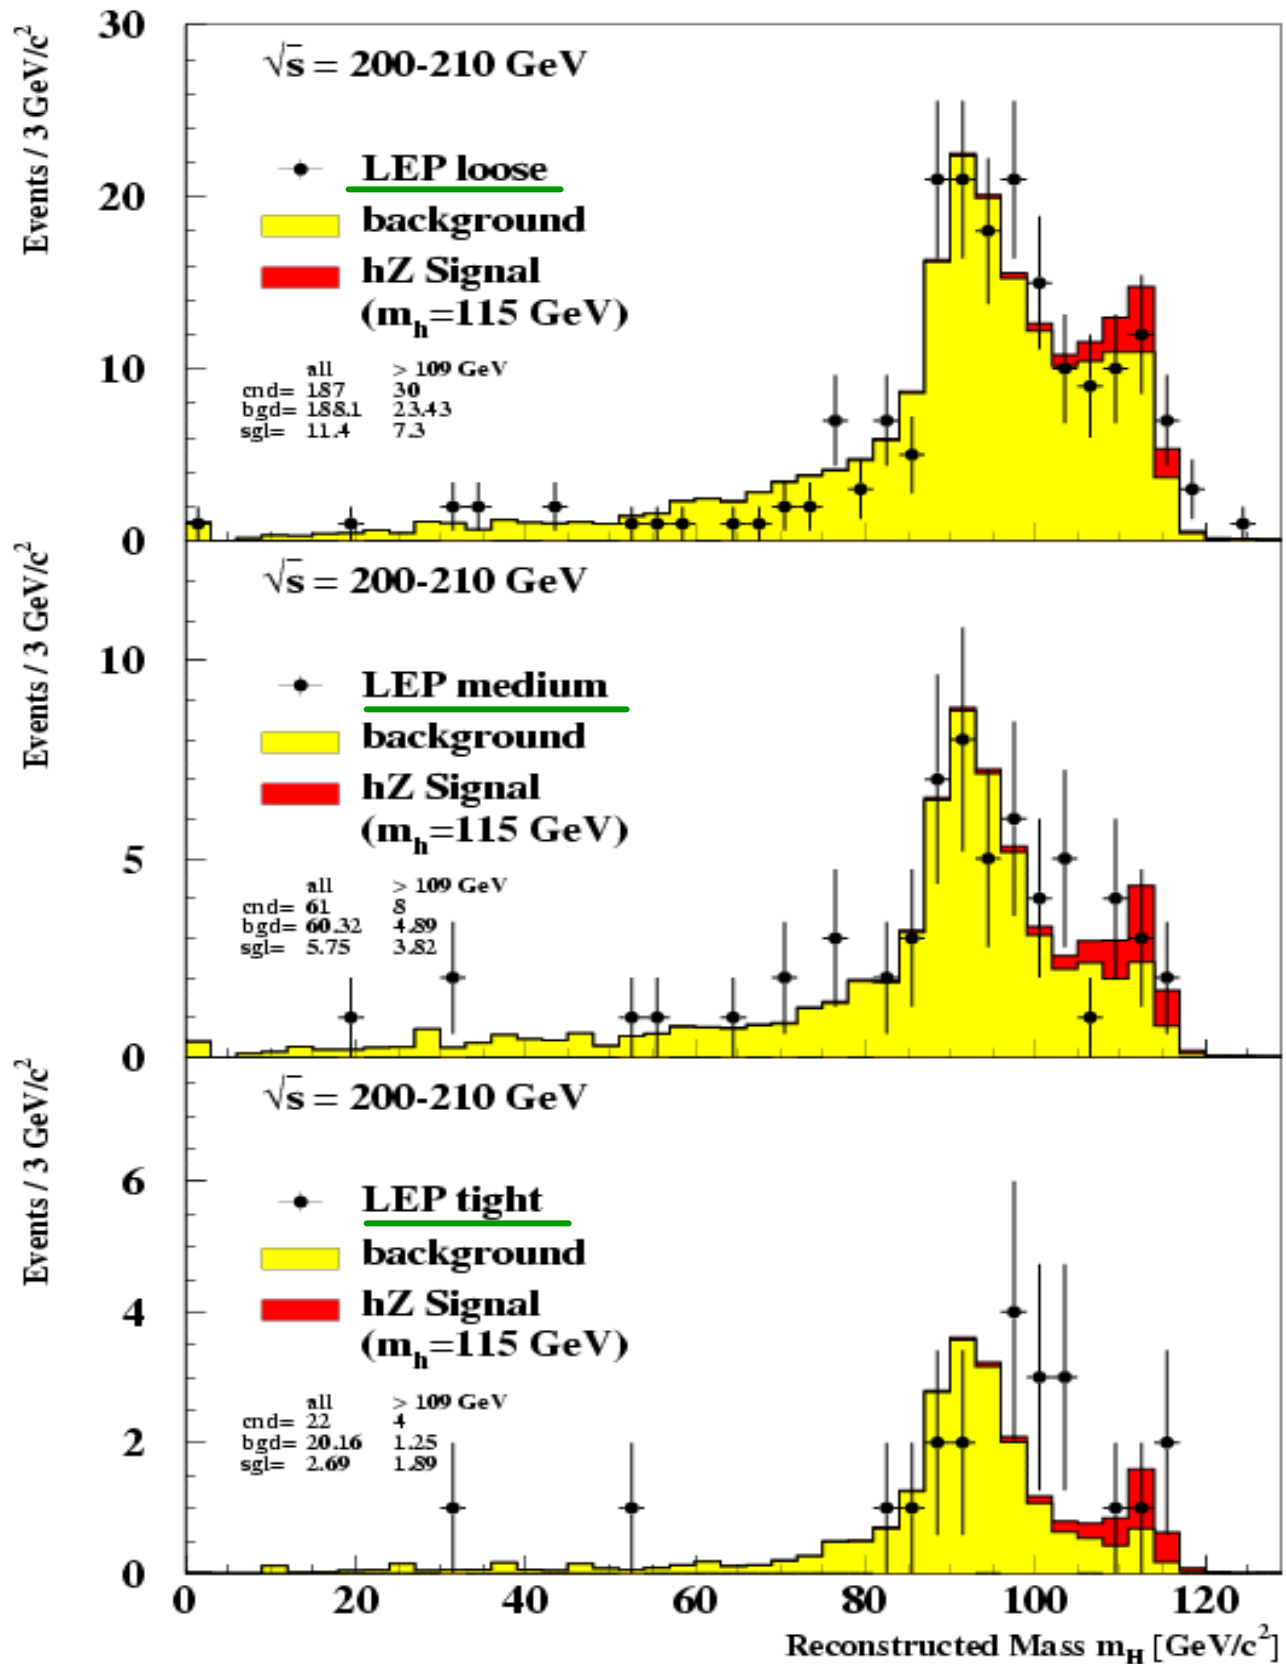 30
Events / 3 GeV/c²
√s = 200-210 GeV
LEP loose
20
background
hZ Signal
(m_h=115 GeV)
all > 109 GeV
10
cnd= 187 30
bgd= 188.1 23.43
sgl= 11.4 7.3
0
Events / 3 GeV/c²
√s = 200-210 GeV
10
LEP medium
background
hZ Signal
(m_h=115 GeV)
5
all > 109 GeV
cnd= 61 8
bgd= 60.32 4.89
sgl= 5.75 3.82
0
Events / 3 GeV/c²
√s = 200-210 GeV
6
LEP tight
background
hZ Signal
4
(m_h=115 GeV)
all > 109 GeV
cnd= 22 4
2
bgd= 20.16 1.25
sgl= 2.69 1.89
0
0 20 40 60 80 100 120
Reconstructed Mass m_H [GeV/c²]